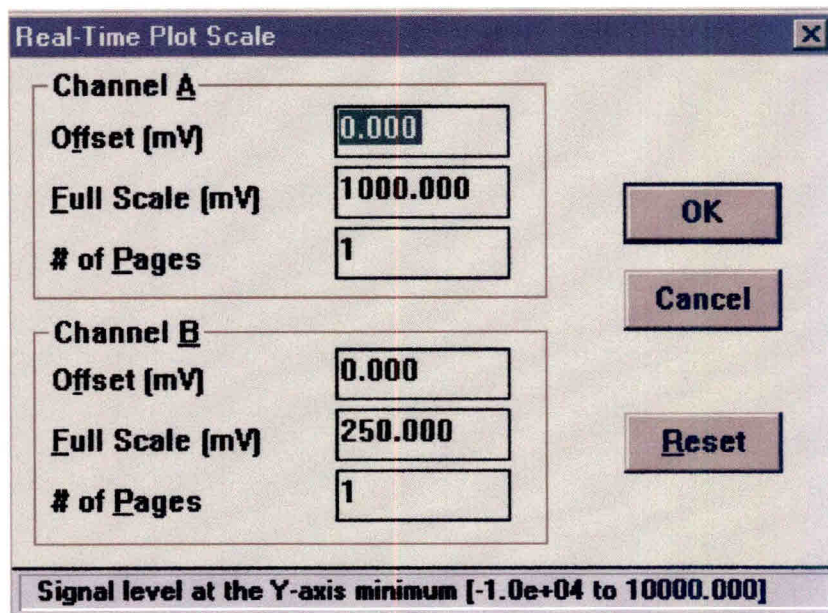 Real-Time Plot Scale
Channel A
Offset (mV) 0.000
Full Scale (mV) 1000.000
# of Pages 1
OK
Cancel
Channel B
Offset (mV) 0.000
Full Scale (mV) 250.000
# of Pages 1
Reset
Signal level at the Y-axis minimum [-1.0e+04 to 10000.000]